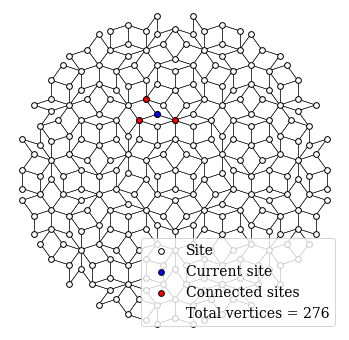 Site
Current site
Connected sites
Total vertices = 276